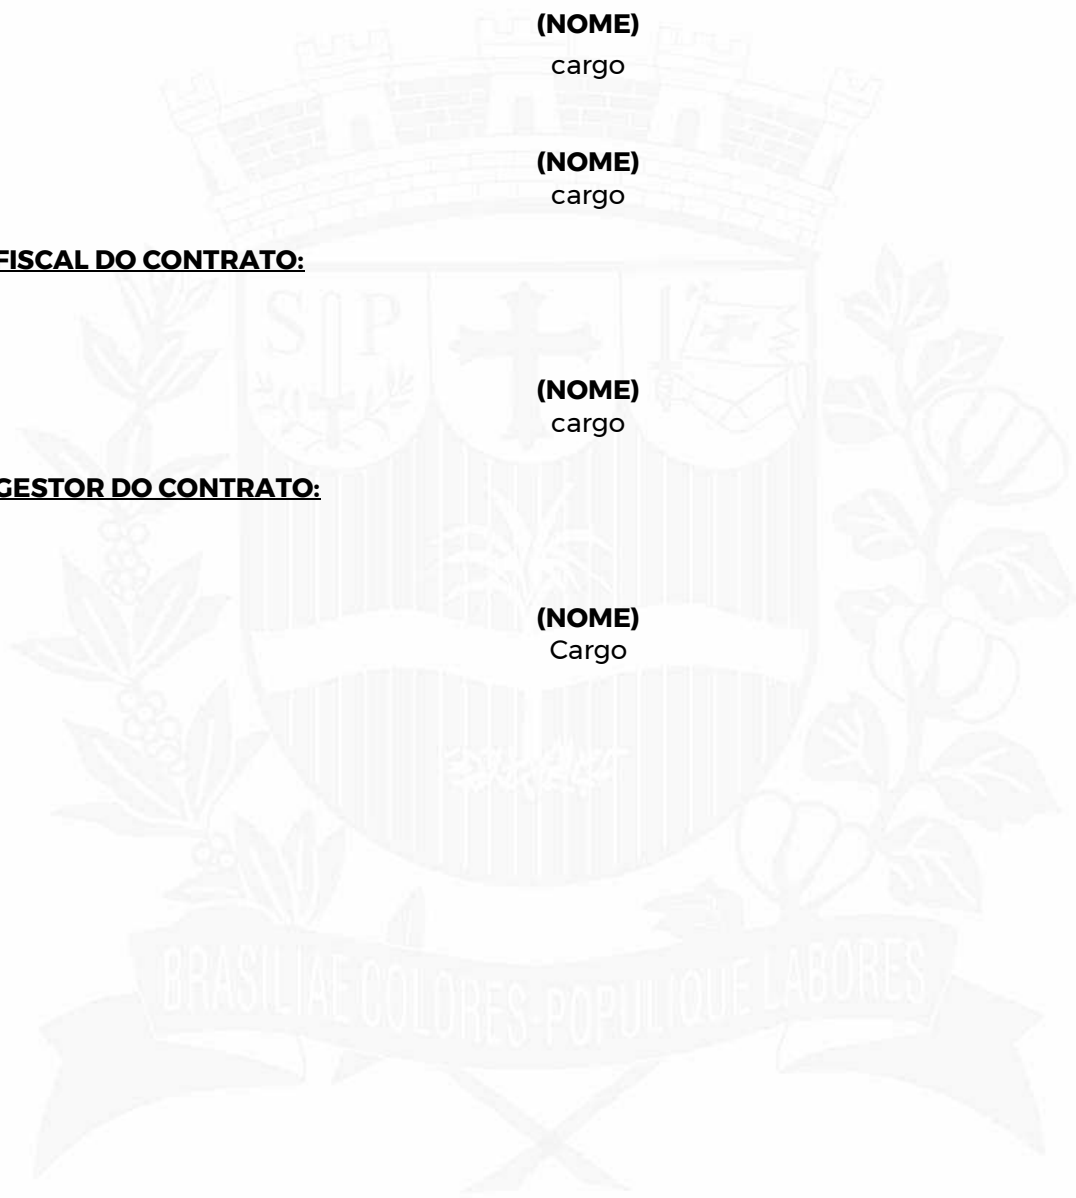 (NOME)
cargo
(NOME)
cargo
FISCAL DO CONTRATO:
S P
(NOME)
cargo
GESTOR DO CONTRATO:
(NOME)
Cargo
BRASILIAE COLORES POPULIQUE LABORES